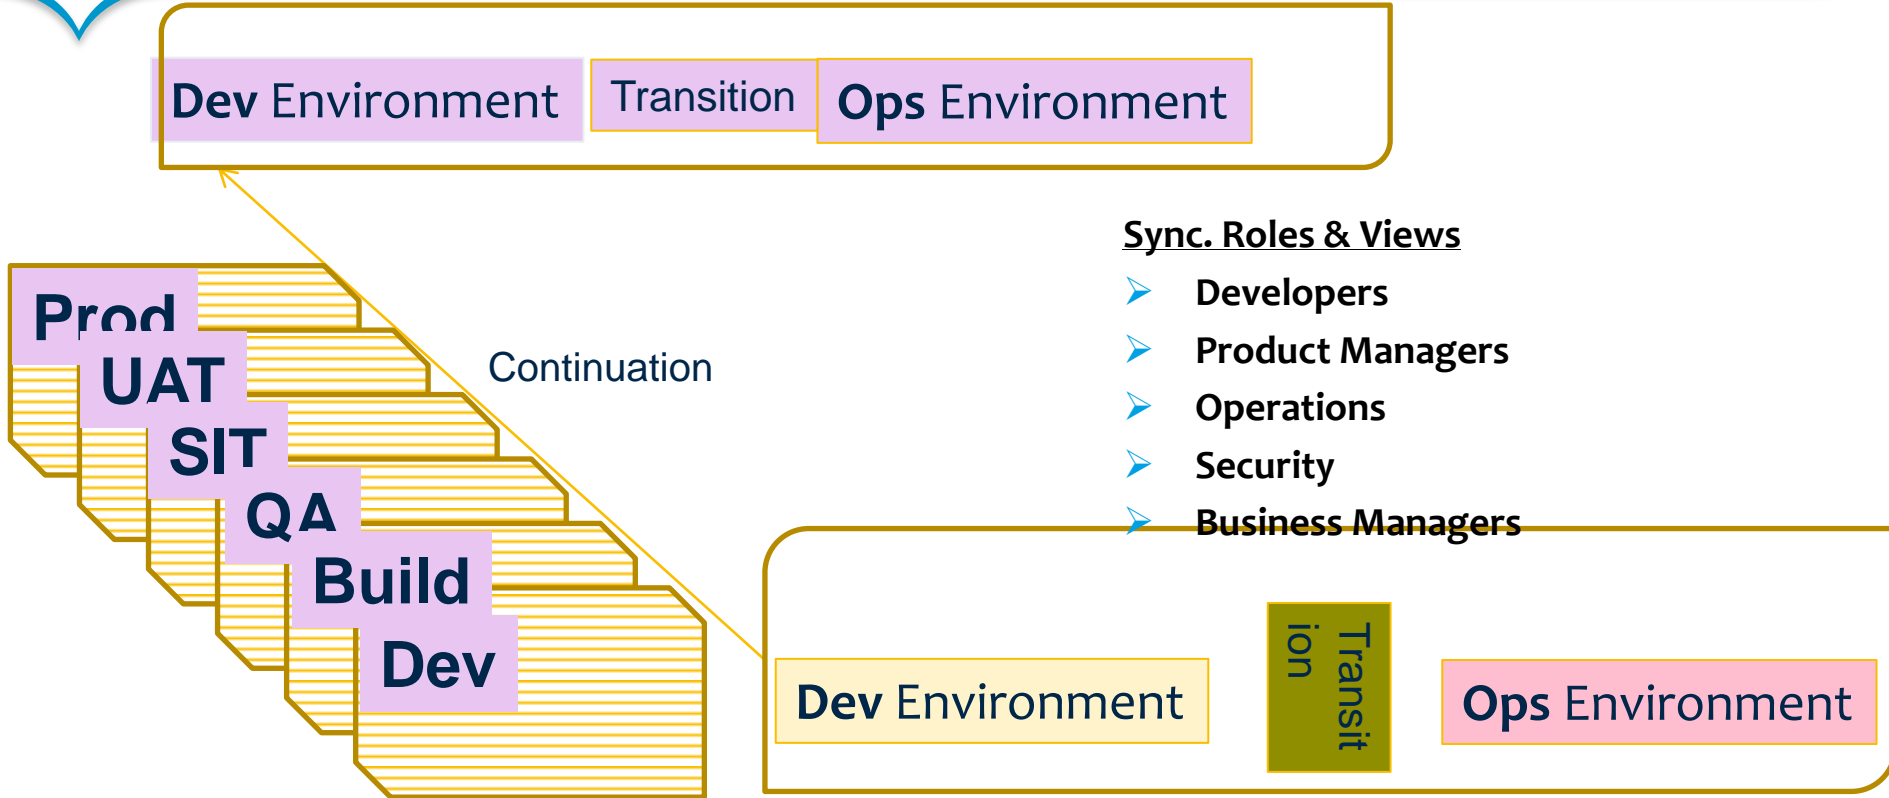 Dev Environment
Transition
Ops Environment
Sync. Roles & Views
Developers
Product Managers
Operations
Security
Business Managers
Prod
UAT
SIT
QA
Build
Dev
Continuation
Dev Environment
Transit
ion
Ops Environment